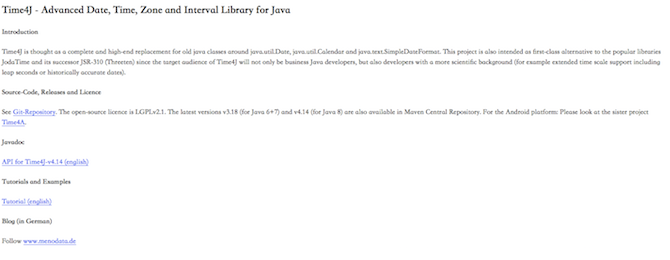 Time4J - Advanced Date, Time, Zone and Interval Library for Java
Introduction
Time4J is thought as a complete and high-end replacement for old java classes around java.util.Date, java.util.Calendar and java.text.SimpleDateFormat. This project is also intended as first-class alternative to the popular libraries
JodaTime and its successor JSR-310 (Threeten) since the target audience of Time4J will not only be business Java developers, but also developers with a more scientific background (for example extended time scale support including
leap seconds or historically accurate dates).
Source-Code, Releases and Licence
See Git-Repository. The open-source licence is LGPLv2.1. The latest versions v3.18 (for Java 6+7) and v4.14 (for Java 8) are also available in Maven Central Repository. For the Android platform: Please look at the sister project
Time4A.
Javadoc
API for Time4J-v4.14 (english)
Tutorials and Examples
Tutorial (english)
Blog (in German)
Follow www.menodata.de